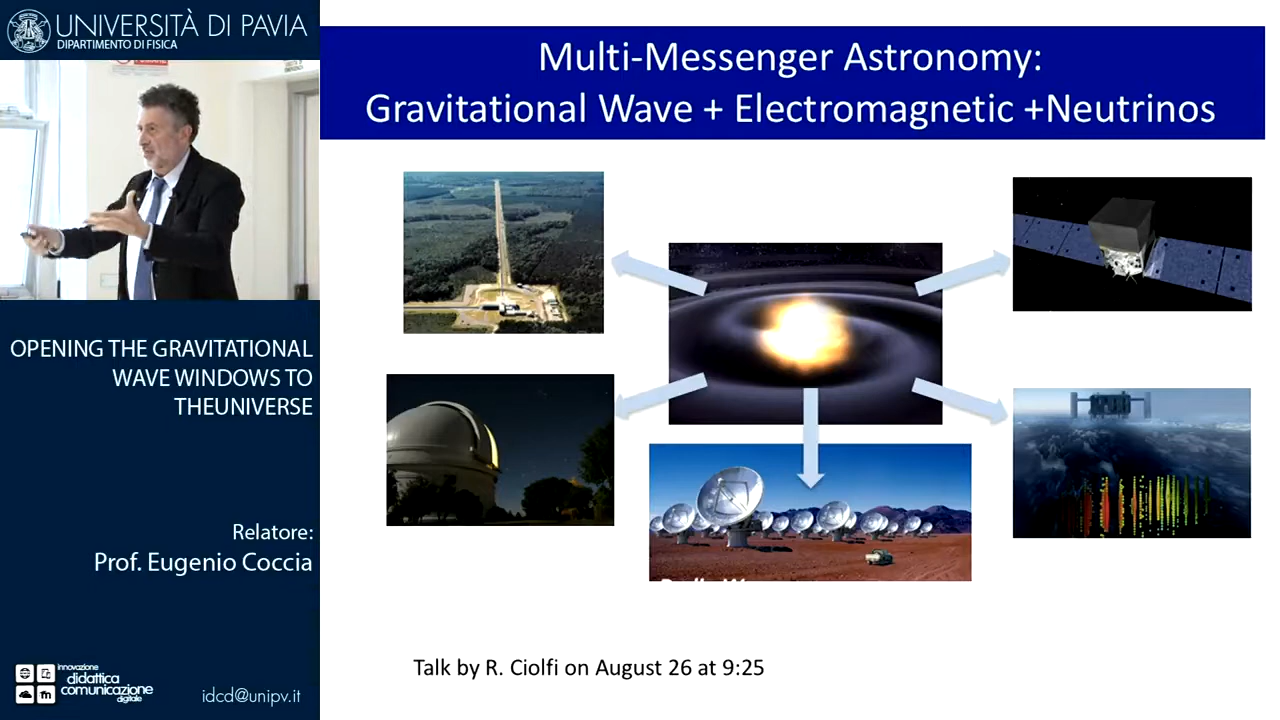 UNIVERSITÀ DI PAVIA
DIPARTIMENTO DI FISICA
OPENING THE GRAVITATIONAL
WAVE WINDOWS TO
THEUNIVERSE
Relatore:
Prof. Eugenio Coccia
innovazione
didattica
comunicazione
digitale
idcd@unipv.it
Multi-Messenger Astronomy:
Gravitational Wave + Electromagnetic +Neutrinos
Talk by R. Ciolfi on August 26 at 9:25